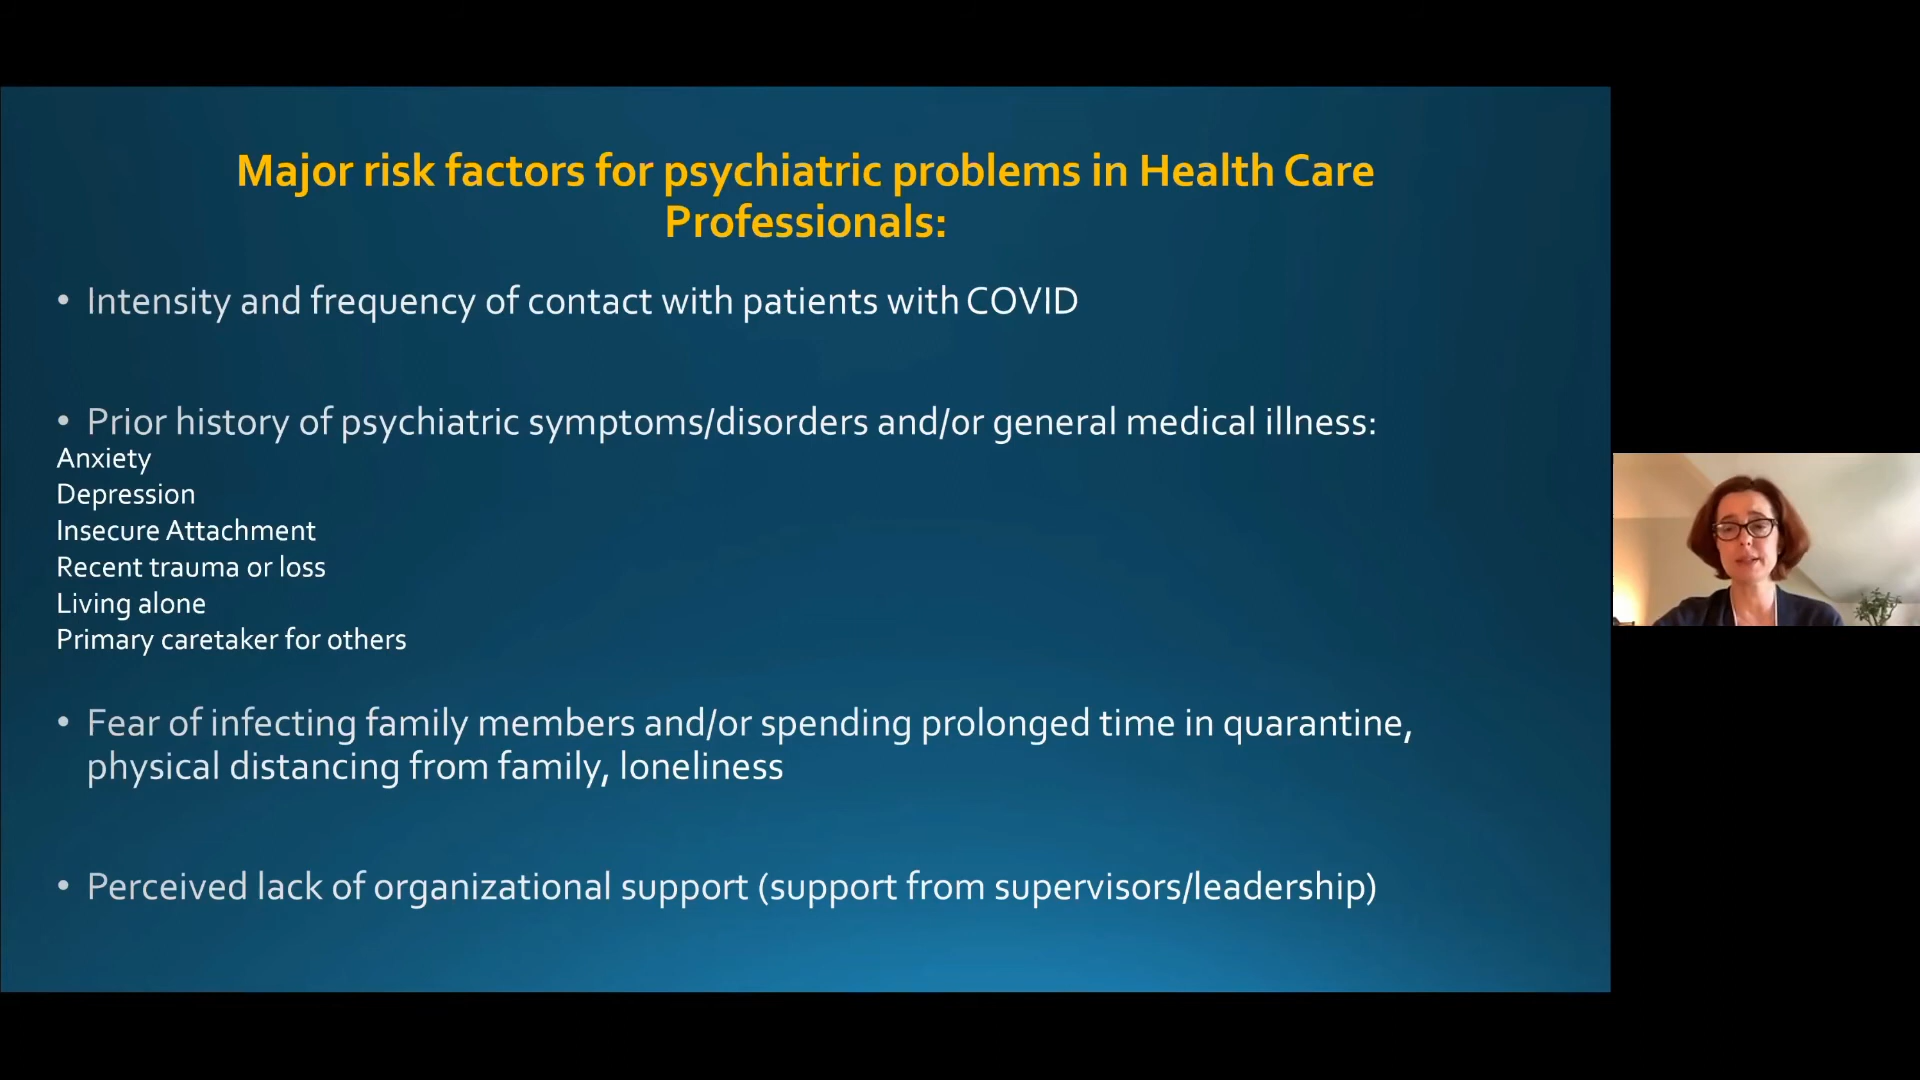 Major risk factors for psychiatric problems in Health Care
Professionals:
• Intensity and frequency of contact with patients with COVID
• Prior history of psychiatric symptoms/disorders and/or general medical illness:
Anxiety
Depression
Insecure Attachment
Recent trauma or loss
Living alone
Primary caretaker for others
• Fear of infecting family members and/or spending prolonged time in quarantine,
physical distancing from family, loneliness
• Perceived lack of organizational support (support from supervisors/leadership)